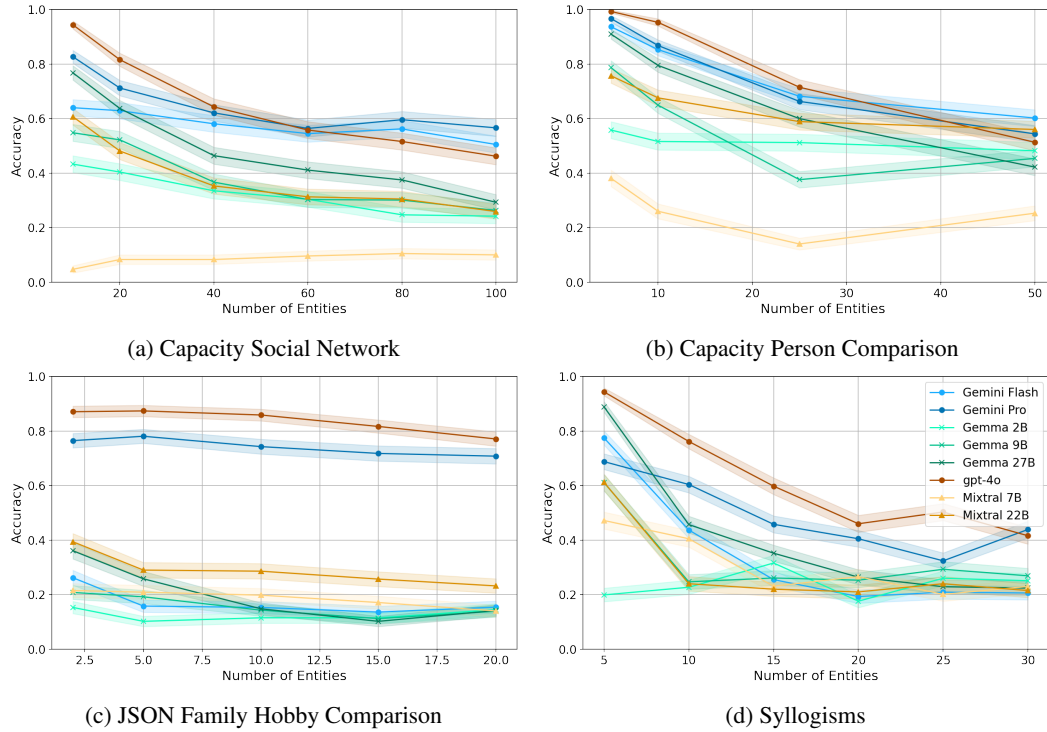 1.0
0.8
0.6
0.4
0.2
0.0
Accuracy
20
40
60
80
100
Number of Entities
(a) Capacity Social Network
1.0
0.8
0.6
0.4
0.2
0.0
Accuracy
10
20
30
40
50
Number of Entities
(b) Capacity Person Comparison
1.0
0.8
0.6
0.4
0.2
0.0
Accuracy
2.5
5.0
7.5
10.0
12.5
15.0
17.5
20.0
Number of Entities
(c) JSON Family Hobby Comparison
1.0
0.8
0.6
0.4
0.2
0.0
Accuracy
5
10
15
20
25
30
Number of Entities
Gemini Flash
Gemini Pro
Gemma 2B
Gemma 9B
Gemma 27B
gpt-4o
Mixtral 7B
Mixtral 22B
(d) Syllogisms